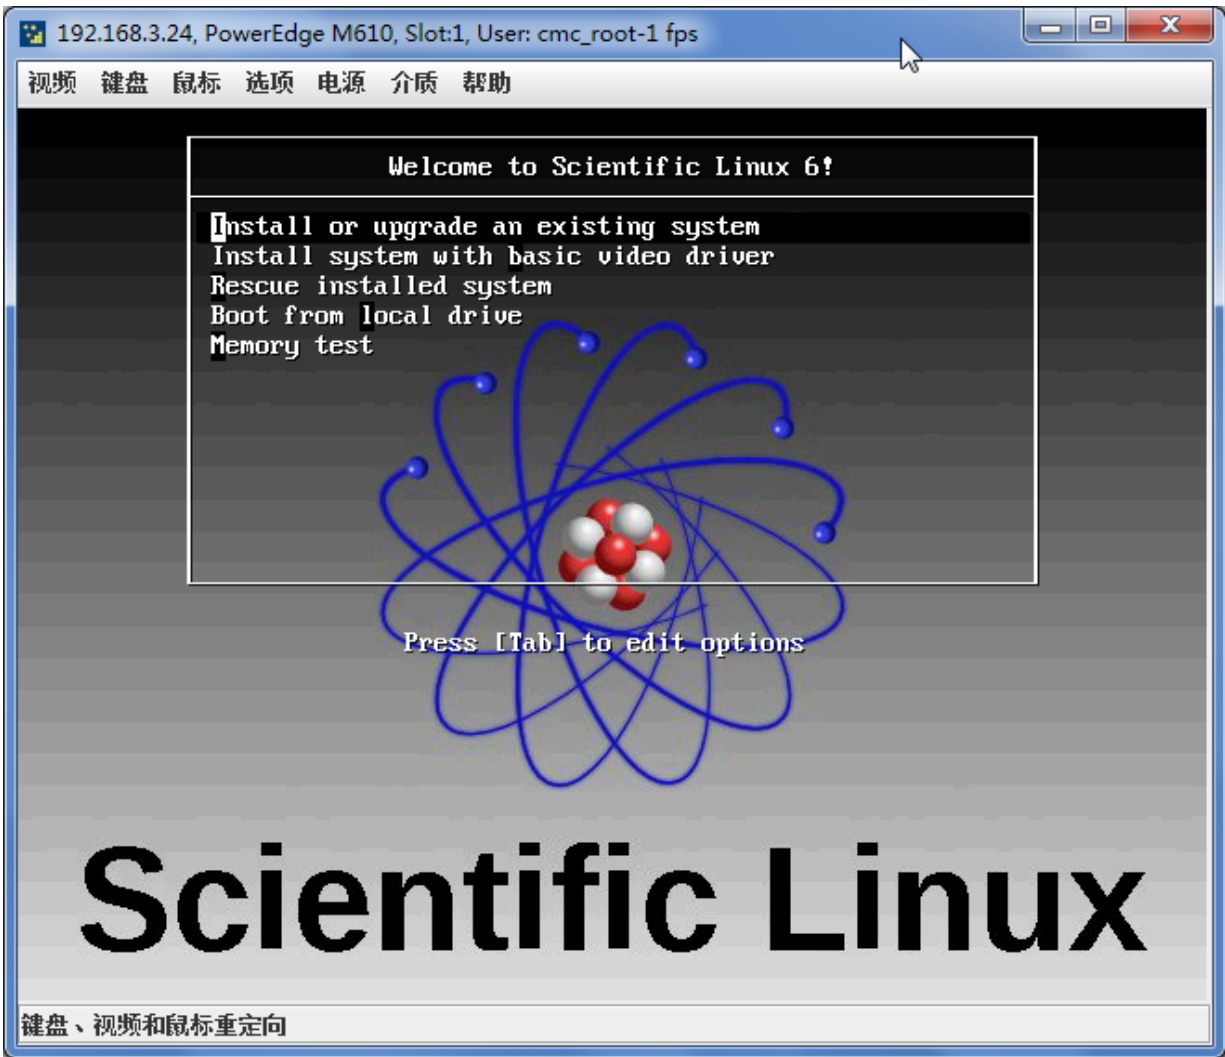 192.168.3.24, PowerEdge M610, Slot:1, User: cmc_root-1 fps
视频 键盘 鼠标 选项 电源 介质 帮助
Welcome to Scientific Linux 6!
Install or upgrade an existing system
Install system with basic video driver
Rescue installed system
Boot from local drive
Memory test
Press [Tab] to edit options
Scientific Linux
键盘、视频和鼠标重定向